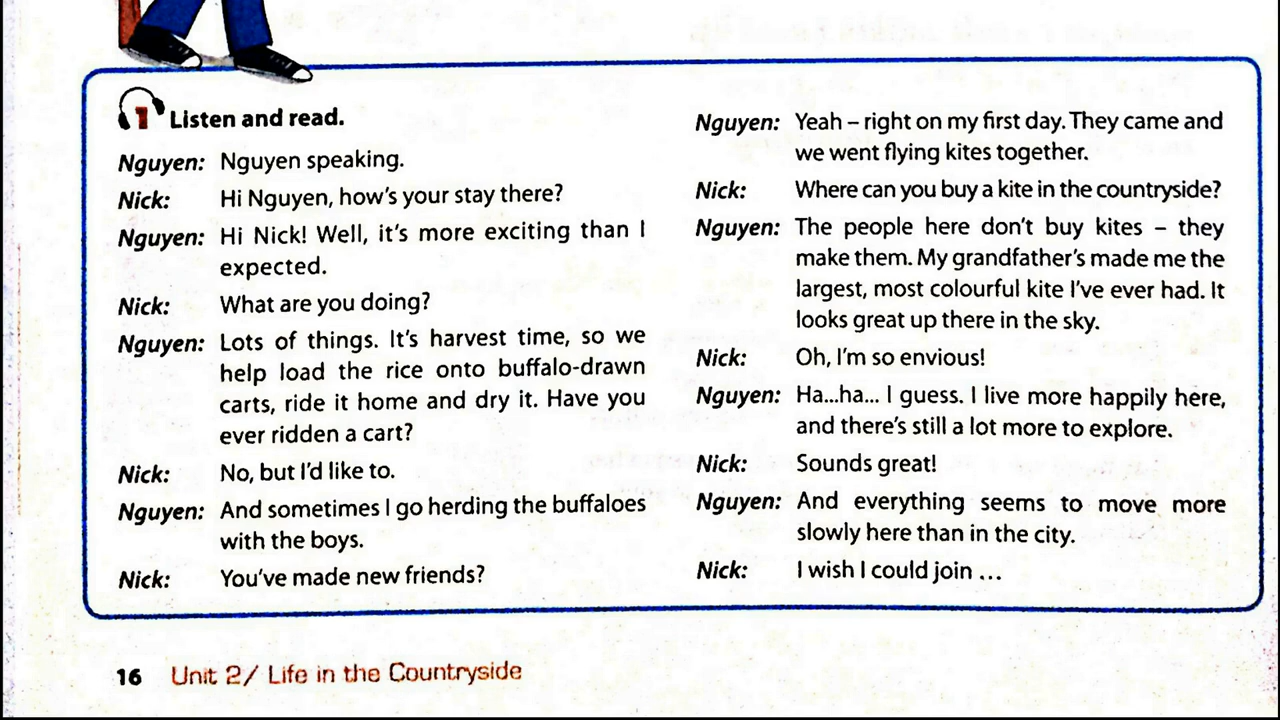 1 Listen and read.
Nguyen: Nguyen speaking.
Nick: Hi Nguyen, how's your stay there?
Nguyen: Hi Nick! Well, it's more exciting than I
expected.
Nick: What are you doing?
Nguyen: Lots of things. It's harvest time, so we
help load the rice onto buffalo-drawn
carts, ride it home and dry it. Have you
ever ridden a cart?
Nick: No, but I'd like to.
Nguyen: And sometimes I go herding the buffaloes
with the boys.
Nick: You've made new friends?
Nguyen: Yeah – right on my first day. They came and
we went flying kites together.
Nick: Where can you buy a kite in the countryside?
Nguyen: The people here don't buy kites – they
make them. My grandfather's made me the
largest, most colourful kite I've ever had. It
looks great up there in the sky.
Nick: Oh, I'm so envious!
Nguyen: Ha...ha... I guess. I live more happily here,
and there's still a lot more to explore.
Nick: Sounds great!
Nguyen: And everything seems to move more
slowly here than in the city.
Nick: I wish I could join ...
16 Unit 2/ Life in the Countryside